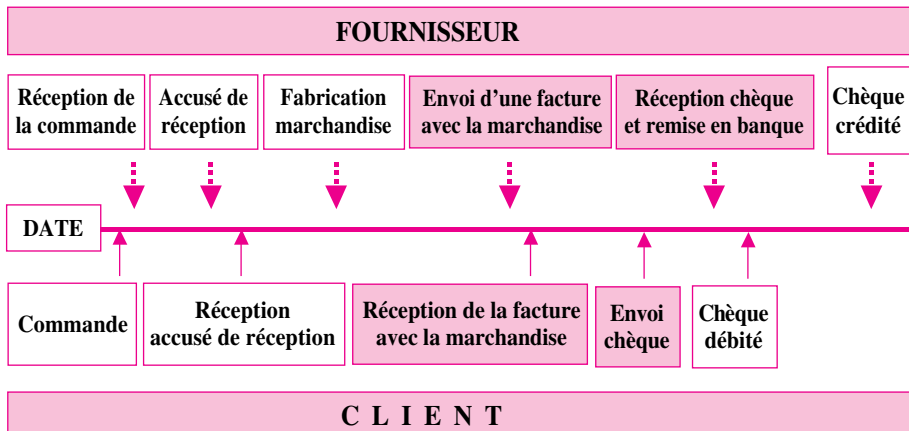 FOURNISSEUR
Réception de
la commande
Accusé de
réception
Fabrication
marchandise
Envoi d'une facture
avec la marchandise
Réception chèque
et remise en banque
Chèque
crédité
DATE
Commande
Réception
accusé de réception
Réception de la facture
avec la marchandise
Envoi
chèque
Chèque
débité
C L I E N T